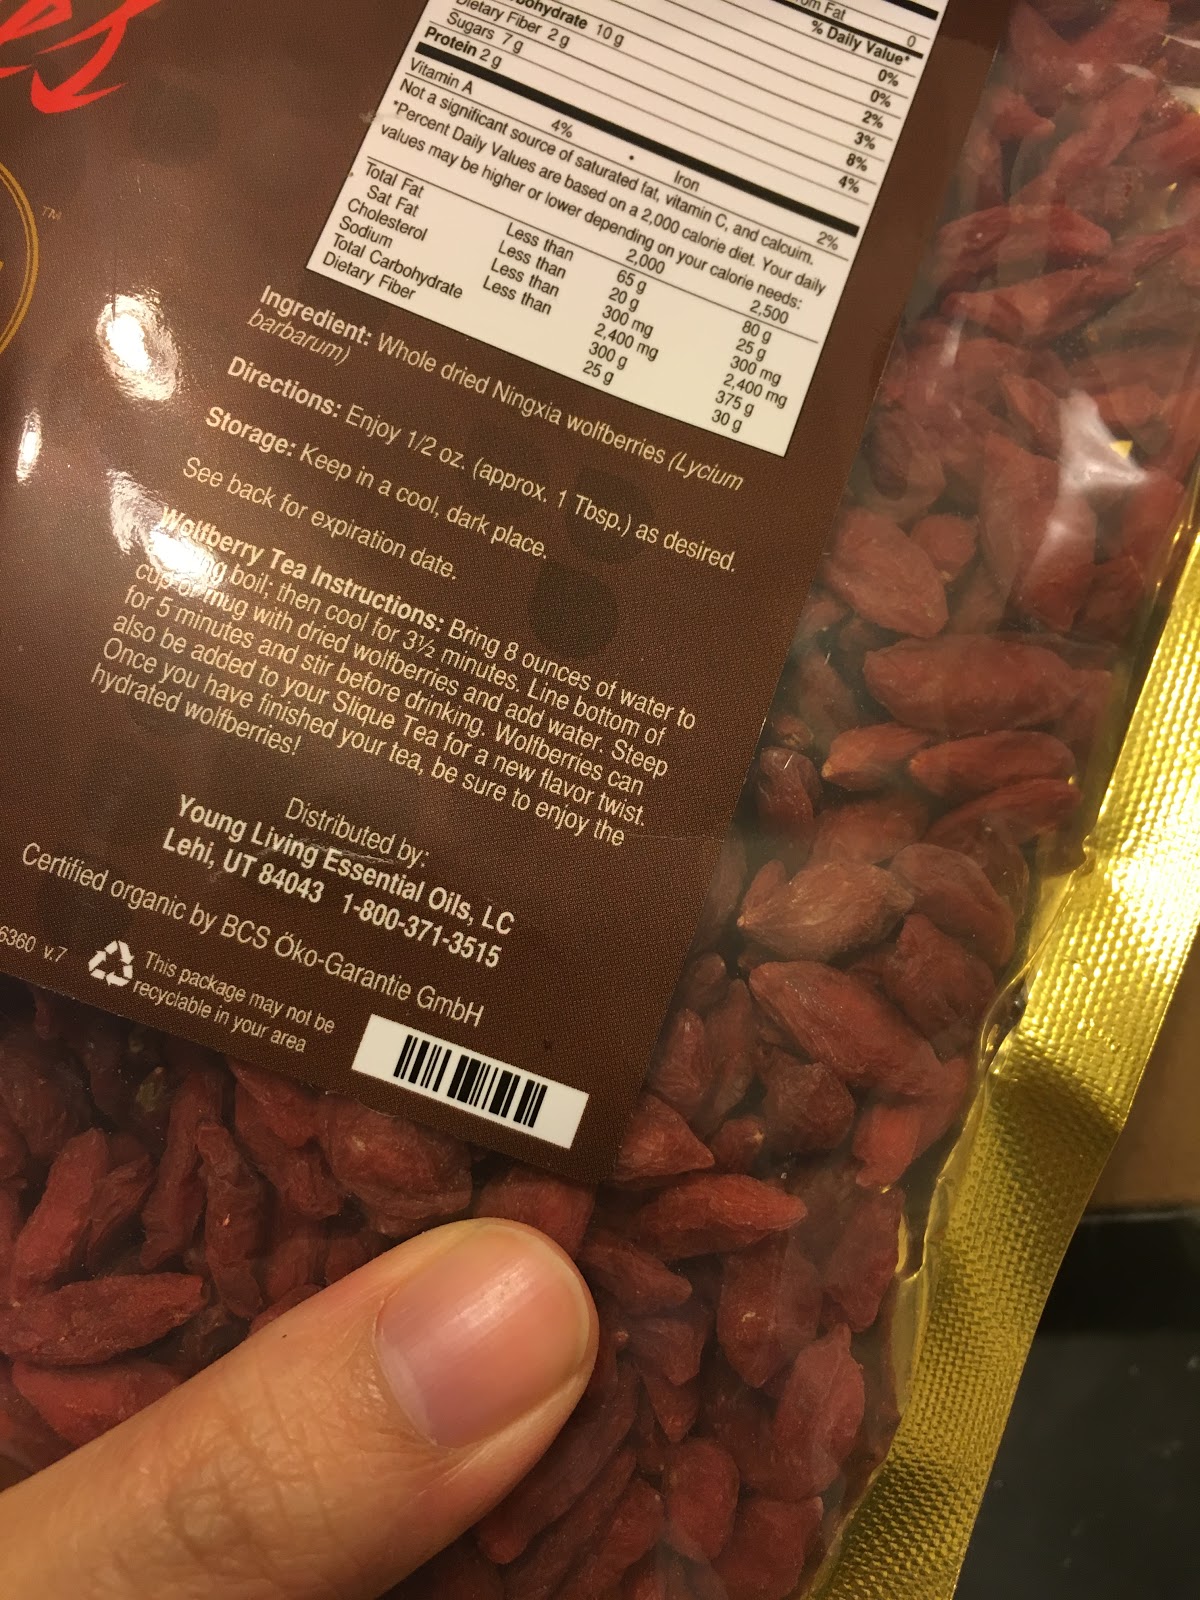 es
TM
om Fat
0
% Daily Value*
0%
0%
2%
bohydrate 10 g
3%
Dietary Fiber 2 g
8%
Sugars 7 g
Protein 2 g
4%
Vitamin A 4% • Iron 2%
Not a significant source of saturated fat, vitamin C, and calcuim.
*Percent Daily Values are based on a 2,000 calorie diet. Your daily
values may be higher or lower depending on your calorie needs:
2,000 2,500
Total Fat Less than 65 g 80 g
Sat Fat Less than 20 g 25 g
Cholesterol Less than 300 mg 300 mg
Sodium Less than 2,400 mg 2,400 mg
Total Carbohydrate 300 g 375 g
Dietary Fiber 25 g 30 g
Ingredient: Whole dried Ningxia wolfberries (Lycium
barbarum)
Directions: Enjoy 1/2 oz. (approx. 1 Tbsp.) as desired.
Storage: Keep in a cool, dark place.
See back for expiration date.
Wolfberry Tea Instructions: Bring 8 ounces of water to
boil; then cool for 3½ minutes. Line bottom of
cup or mug with dried wolfberries and add water. Steep
for 5 minutes and stir before drinking. Wolfberries can
also be added to your Slique Tea for a new flavor twist.
Once you have finished your tea, be sure to enjoy the
hydrated wolfberries!
Distributed by:
Young Living Essential Oils, LC
Lehi, UT 84043 1-800-371-3515
Certified organic by BCS Öko-Garantie GmbH
6360 v.7
This package may not be
recyclable in your area